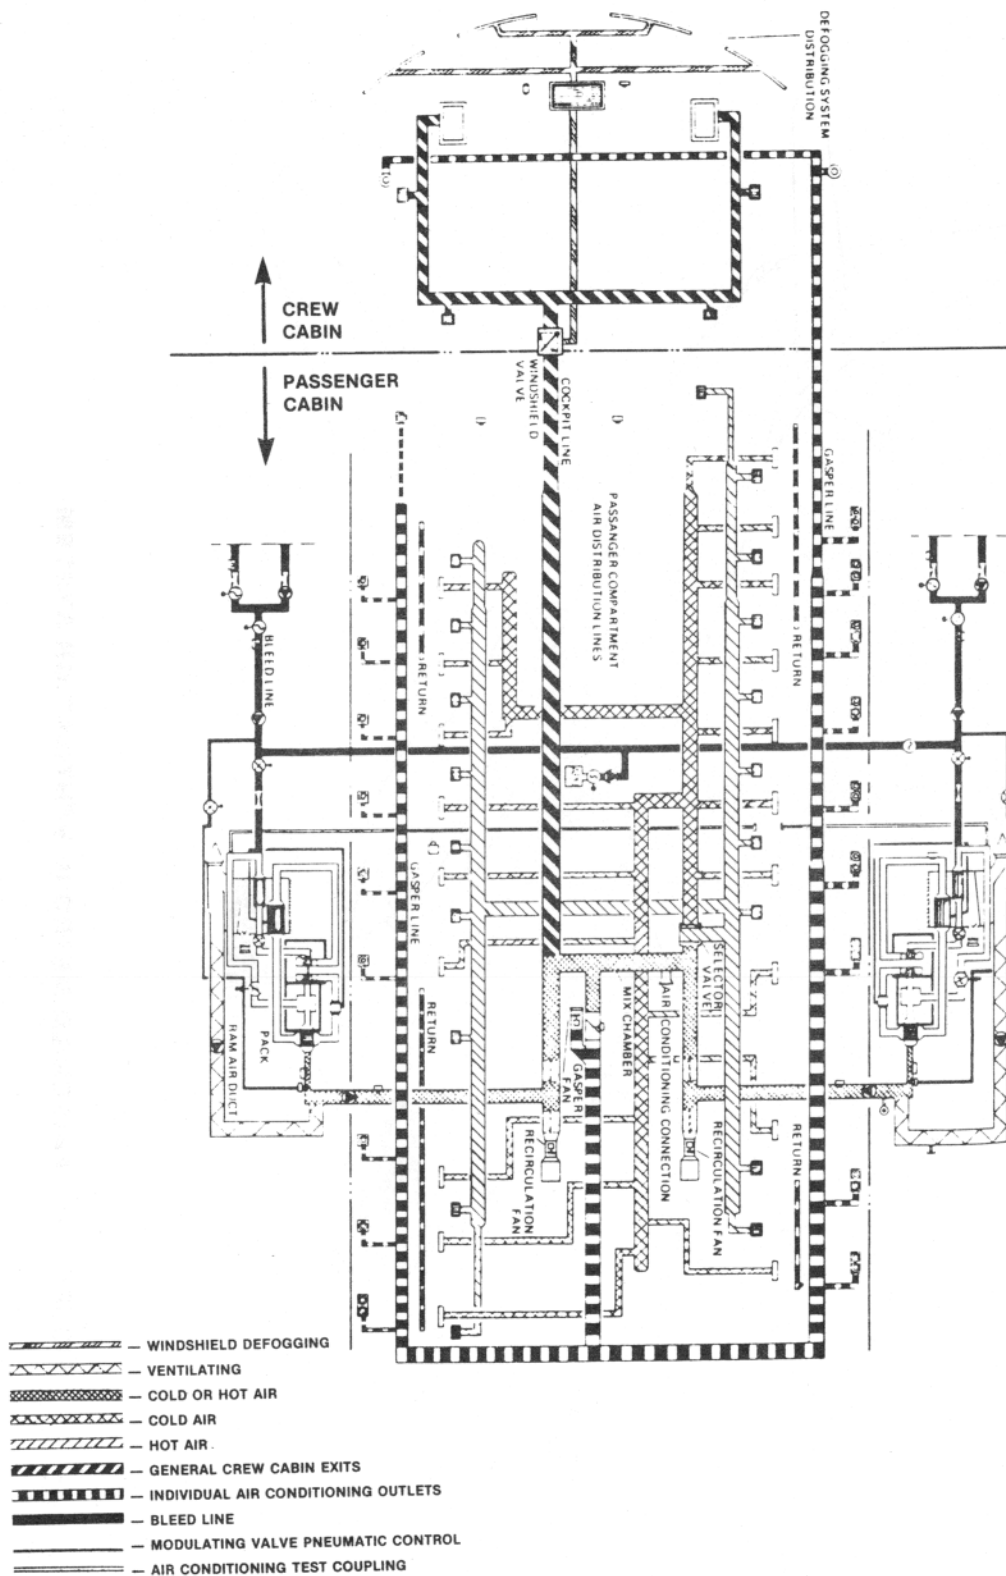 DEFOGGING SYSTEM
DISTRIBUTION
CREW
CABIN
PASSENGER
CABIN
WINDSHIELD
VALVE
COCKPIT LINE
GASPER LINE
PASSANGER COMPARTMENT
AIR DISTRIBUTION LINES
BLEED LINE
RETURN
RETURN
GASPER LINE
SELECTOR
VALVE
RETURN
MIX CHAMBER
AIR CONDITIONING CONNECTION
PACK
RAM AIR DUCT
GASPER
FAN
RECIRCULATION
FAN
RECIRCULATION FAN
RETURN
— WINDSHIELD DEFOGGING
— VENTILATING
— COLD OR HOT AIR
— COLD AIR
— HOT AIR
— GENERAL CREW CABIN EXITS
— INDIVIDUAL AIR CONDITIONING OUTLETS
— BLEED LINE
— MODULATING VALVE PNEUMATIC CONTROL
— AIR CONDITIONING TEST COUPLING